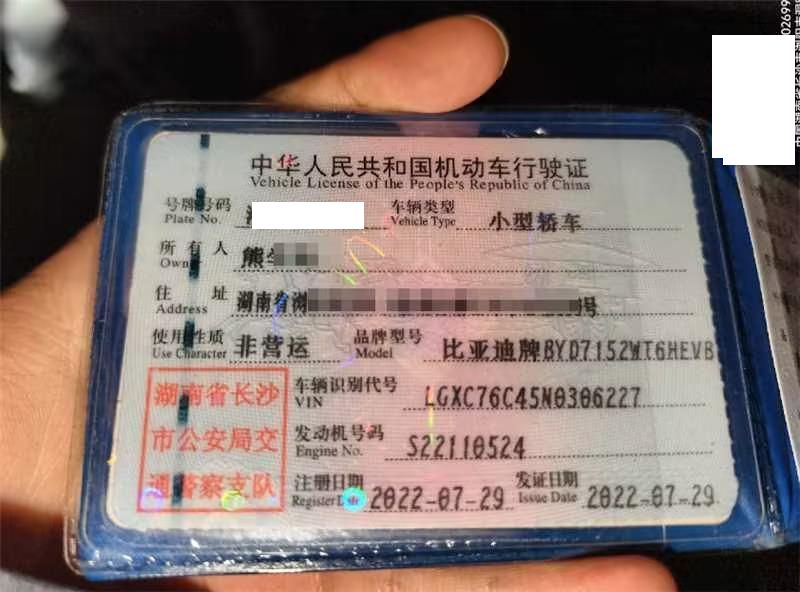 中华人民共和国机动车行驶证
Vehicle License of the People's Republic of China
号牌号码 车辆类型 小型轿车
Plate No. Vehicle Type
所有人 熊
Owner
住址 湖南省浏 号
Address
使用性质 非营运 品牌型号 比亚迪牌BYD7152WT6HEVB
Use Character Model
湖南省长沙
市公安局交
通警察支队
车辆识别代号 LGXC76C45N0306227
VIN
发动机号码 S22110524
Engine No.
注册日期 2022-07-29 发证日期 2022-07-29
Register Issue Date